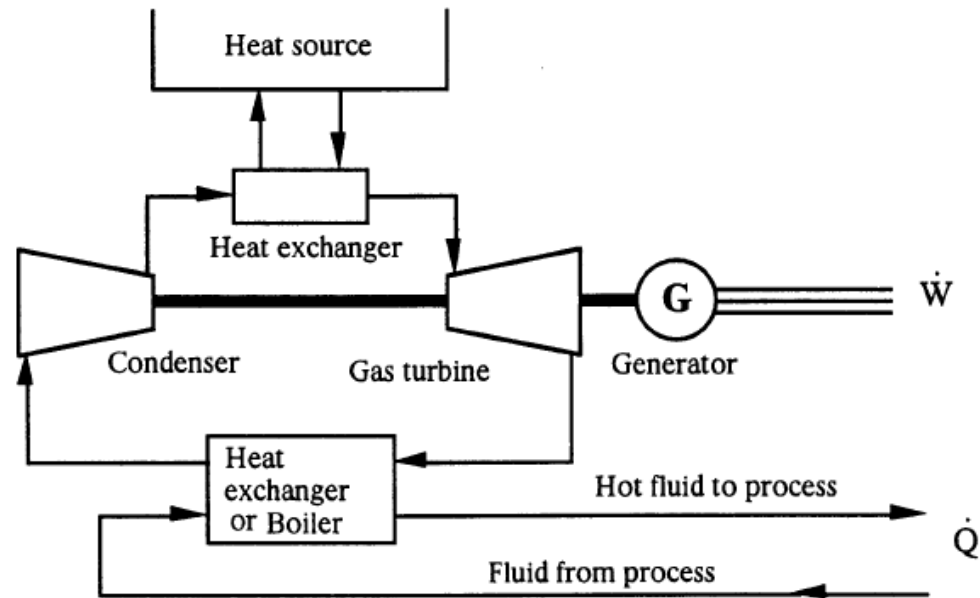 Heat source
Heat exchanger
Condenser
Gas turbine
G
Generator
Ẇ
Heat
exchanger
or Boiler
Hot fluid to process
Q̇
Fluid from process